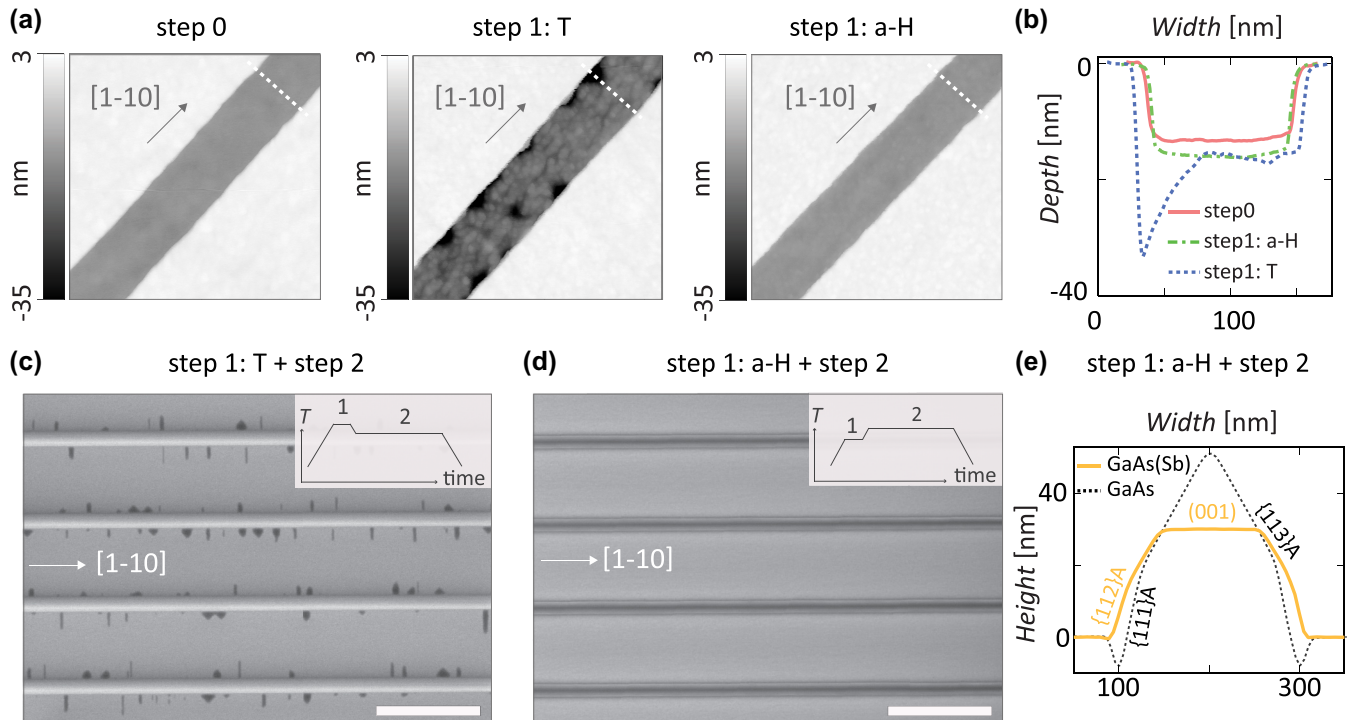 (a)
step 0
step 1: T
step 1: a-H
3
nm
-35
[1-10]
3
nm
-35
[1-10]
3
nm
-35
[1-10]
(b)
Width [nm]
0
Depth [nm]
-40
step0
step1: a-H
step1: T
0
100
(c)
step 1: T + step 2
T
1
2
time
[1-10]
(d)
step 1: a-H + step 2
T
1
2
time
[1-10]
(e)
step 1: a-H + step 2
Width [nm]
GaAs(Sb)
GaAs
40
Height [nm]
0
(001)
{113}A
{112}A
{111}A
100
300